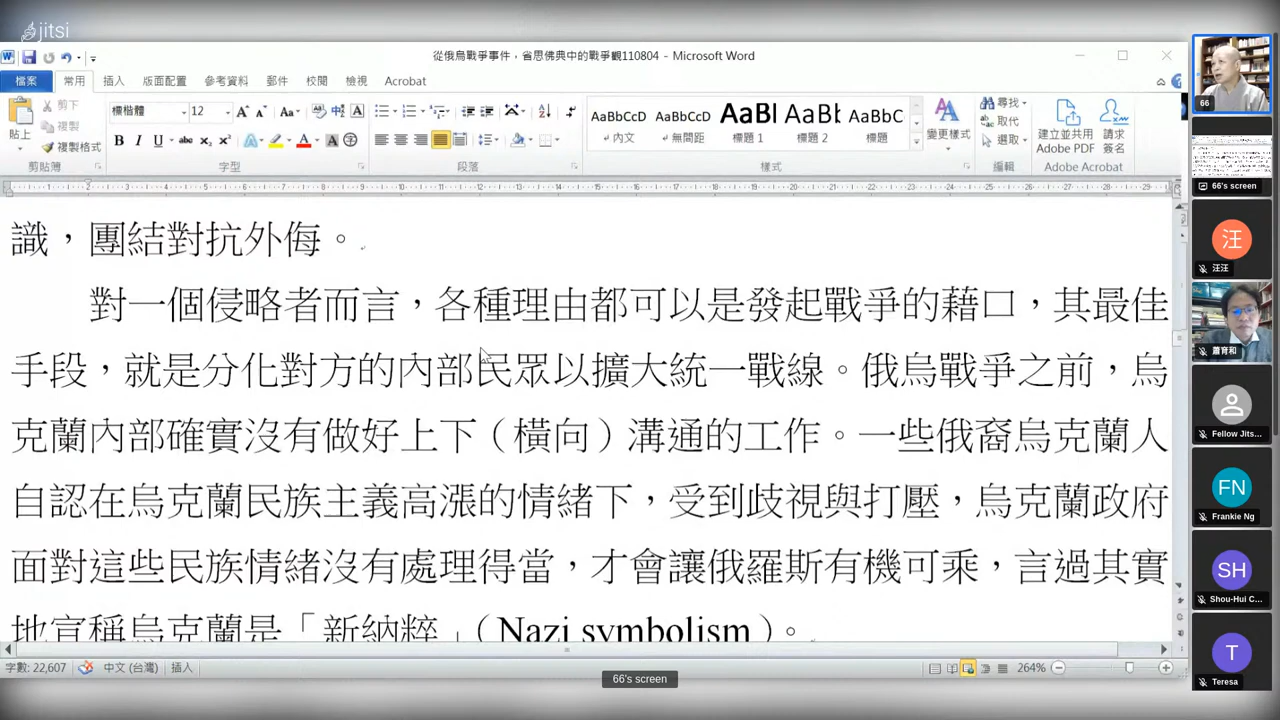 jitsi
從俄烏戰爭事件，省思佛典中的戰爭觀110804 - Microsoft Word
檔案 常用 插入 版面配置 參考資料 郵件 校閱 檢視 Acrobat
標楷體 12
貼上 剪下 複製 複製格式
AaBbCcD AaBbCcD AaBl AaBb AaBbC
內文 無間距 標題 1 標題 2 標題
變更樣式
尋找 取代 選取
建立並共用 Adobe PDF
請求簽名
剪貼簿 字型 段落 樣式 編輯 Adobe Acrobat
識，團結對抗外侮。
對一個侵略者而言，各種理由都可以是發起戰爭的藉口，其最佳
手段，就是分化對方的內部民眾以擴大統一戰線。俄烏戰爭之前，烏
克蘭內部確實沒有做好上下（橫向）溝通的工作。一些俄裔烏克蘭人
自認在烏克蘭民族主義高漲的情緒下，受到歧視與打壓，烏克蘭政府
面對這些民族情緒沒有處理得當，才會讓俄羅斯有機可乘，言過其實
地宣稱烏克蘭是「新納粹」（Nazi symbolism）。
字數: 22,607 中文 (台灣) 插入 264%
66's screen
66
66's screen
汪
汪汪
蕭育和
Fellow Jits...
FN
Frankie Ng
SH
Shou-Hui C...
T
Teresa